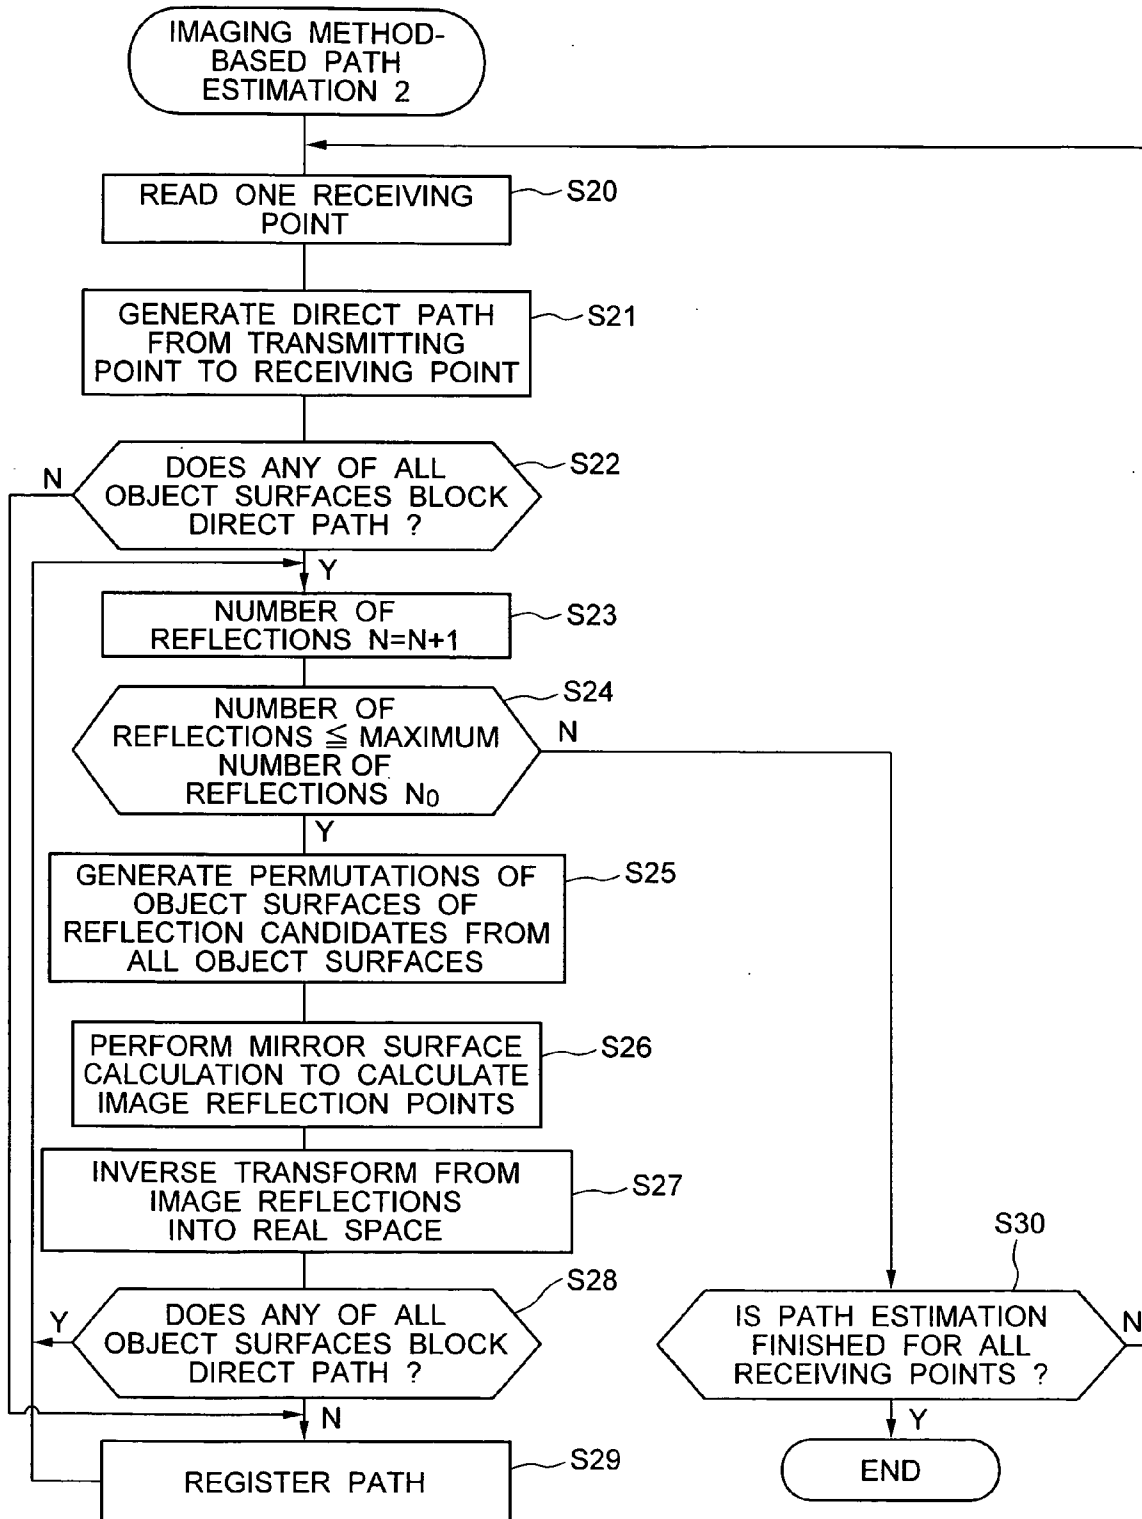 IMAGING METHOD-
BASED PATH
ESTIMATION 2
READ ONE RECEIVING
POINT
S20
GENERATE DIRECT PATH
FROM TRANSMITTING
POINT TO RECEIVING POINT
S21
DOES ANY OF ALL
OBJECT SURFACES BLOCK
DIRECT PATH ?
S22
N
Y
NUMBER OF
REFLECTIONS N=N+1
S23
NUMBER OF
REFLECTIONS ≦ MAXIMUM
NUMBER OF
REFLECTIONS N0
S24
N
Y
GENERATE PERMUTATIONS OF
OBJECT SURFACES OF
REFLECTION CANDIDATES FROM
ALL OBJECT SURFACES
S25
PERFORM MIRROR SURFACE
CALCULATION TO CALCULATE
IMAGE REFLECTION POINTS
S26
INVERSE TRANSFORM FROM
IMAGE REFLECTIONS
INTO REAL SPACE
S27
DOES ANY OF ALL
OBJECT SURFACES BLOCK
DIRECT PATH ?
S28
Y
N
REGISTER PATH
S29
IS PATH ESTIMATION
FINISHED FOR ALL
RECEIVING POINTS ?
S30
N
Y
END